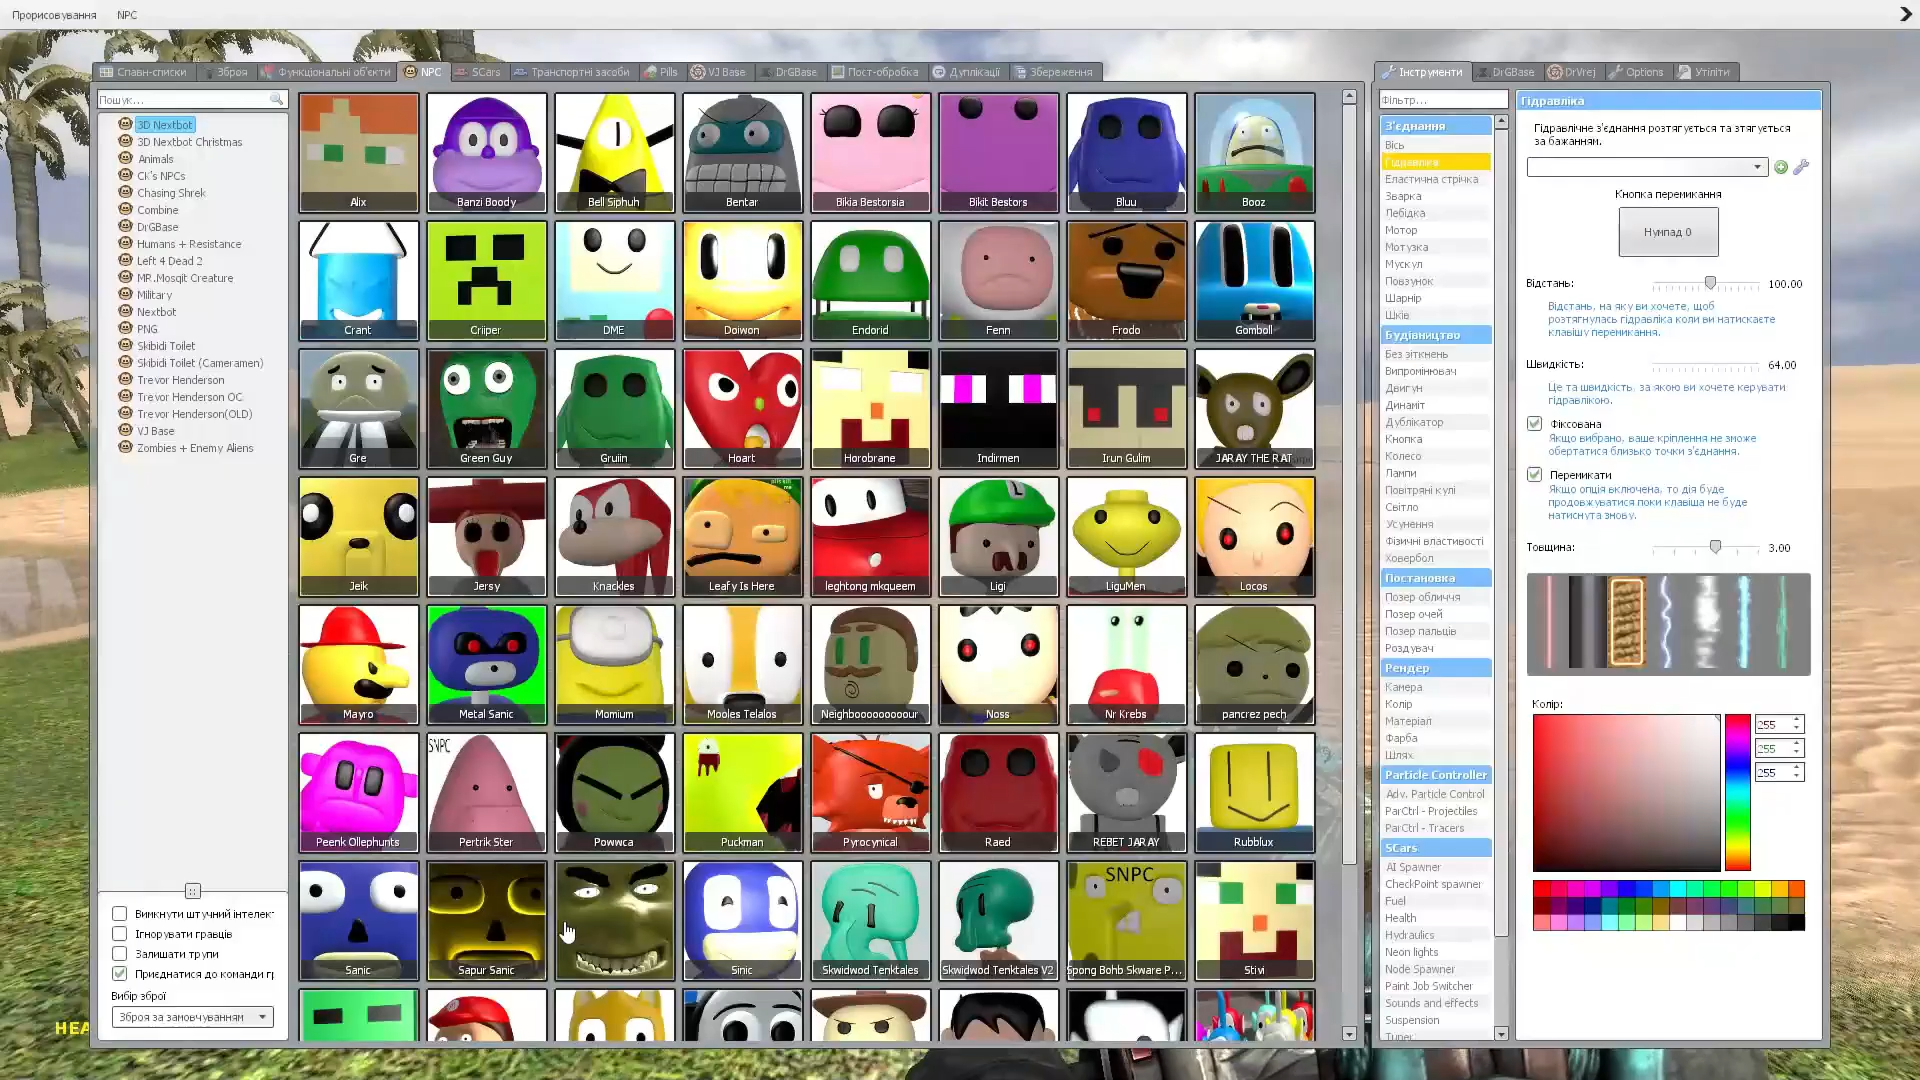 Прорисовування NPC
Спавн-списки Зброя Функціональні об'єкти NPC SCars Транспортні засоби Pills VJ Base DrGBase Пост-обробка Дуплікації Збереження
Інструменти DrGBase DrVrej Options Утіліти
Пошук...
3D Nextbot
3D Nextbot Christmas
Animals
Ck's NPCs
Chasing Shrek
Combine
DrGBase
Humans + Resistance
Left 4 Dead 2
MR.Mosqit Creature
Military
Nextbot
PNG
Skibidi Toilet
Skibidi Toilet (Cameramen)
Trevor Henderson
Trevor Henderson OC
Trevor Henderson(OLD)
VJ Base
Zombies + Enemy Aliens
Вимкнути штучний інтелект
Ігнорувати гравців
Залишати трупи
Приєднатися до команди гр
Вибір зброї
Зброя за замовчуванням
HEA
Alix Banzi Boody Bell Siphuh Bentar Bikia Bestorsia Bikit Bestors Bluu Booz
Crant Criiper DME Doiwon Endorid Fenn Frodo Gomboll
Gre Green Guy Gruiin Hoart Horobrane Indirmen Irun Gulim JARAY THE RAT
Jeik Jersy Knackles Leafy Is Here leghtong mkqueem Ligi LiguMen Locos
Mayro Metal Sanic Momium Mooles Telalos Neighbooooooooour Noss Nr Krebs pancrez pech
SNPC
Peenk Ollephunts Pertrik Ster Powwca Puckman Pyrocynical Raed REBET JARAY Rubblux
SNPC
Sanic Sapur Sanic Sinic Skwidwod Tenktales Skwidwod Tenktales V2 Spong Bohb Skware P... Stivi
Фільтр...
З'єднання
Вісь
Гідравліка
Еластична стрічка
Зварка
Лебідка
Мотор
Мотузка
Мускул
Повзунок
Шарнір
Шків
Будівництво
Без зіткнень
Випромінювач
Двигун
Динаміт
Дублікатор
Кнопка
Колесо
Лампи
Повітряні кулі
Світло
Усунення
Фізичні властивості
Ховербол
Постановка
Позер обличчя
Позер очей
Позер пальців
Роздувач
Рендер
Камера
Колір
Матеріал
Фарба
Шлях
Particle Controller
Adv. Particle Control
ParCtrl - Projectiles
ParCtrl - Tracers
SCars
AI Spawner
CheckPoint spawner
Fuel
Health
Hydraulics
Neon lights
Node Spawner
Paint Job Switcher
Sounds and effects
Suspension
Tuner
Гідравліка
Гідравлічне з'єднання розтягується та зтягується
за бажанням.
Кнопка перемикання
Нумпад 0
Відстань: 100.00
Відстань, на яку ви хочете, щоб
розтягнулась гідравліка коли ви натискаєте
клавішу перемикання.
Швидкість: 64.00
Це та швидкість, за якою ви хочете керувати
гідравлікою.
Фіксована
Якщо вибрано, ваше кріплення не зможе
обертатися близько точки з'єднання.
Перемикати
Якщо опція включена, то дія буде
продовжуватися поки клавіша не буде
натиснута знову.
Товщина: 3.00
Колір:
255
255
255